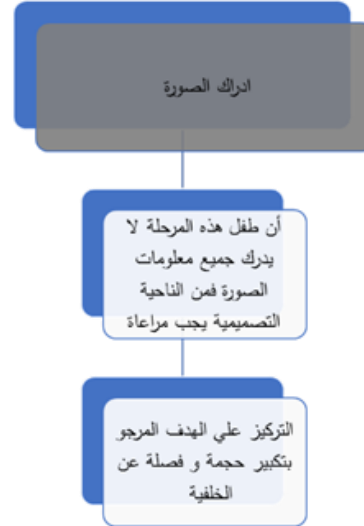 ادراك الصورة
أن طفل هذه المرحلة لا
يدرك جميع معلومات
الصورة فمن الناحية
التصميمية يجب مراعاة
التركيز علي الهدف المرجو
بتكبير حجمة و فصلة عن
الخلفية